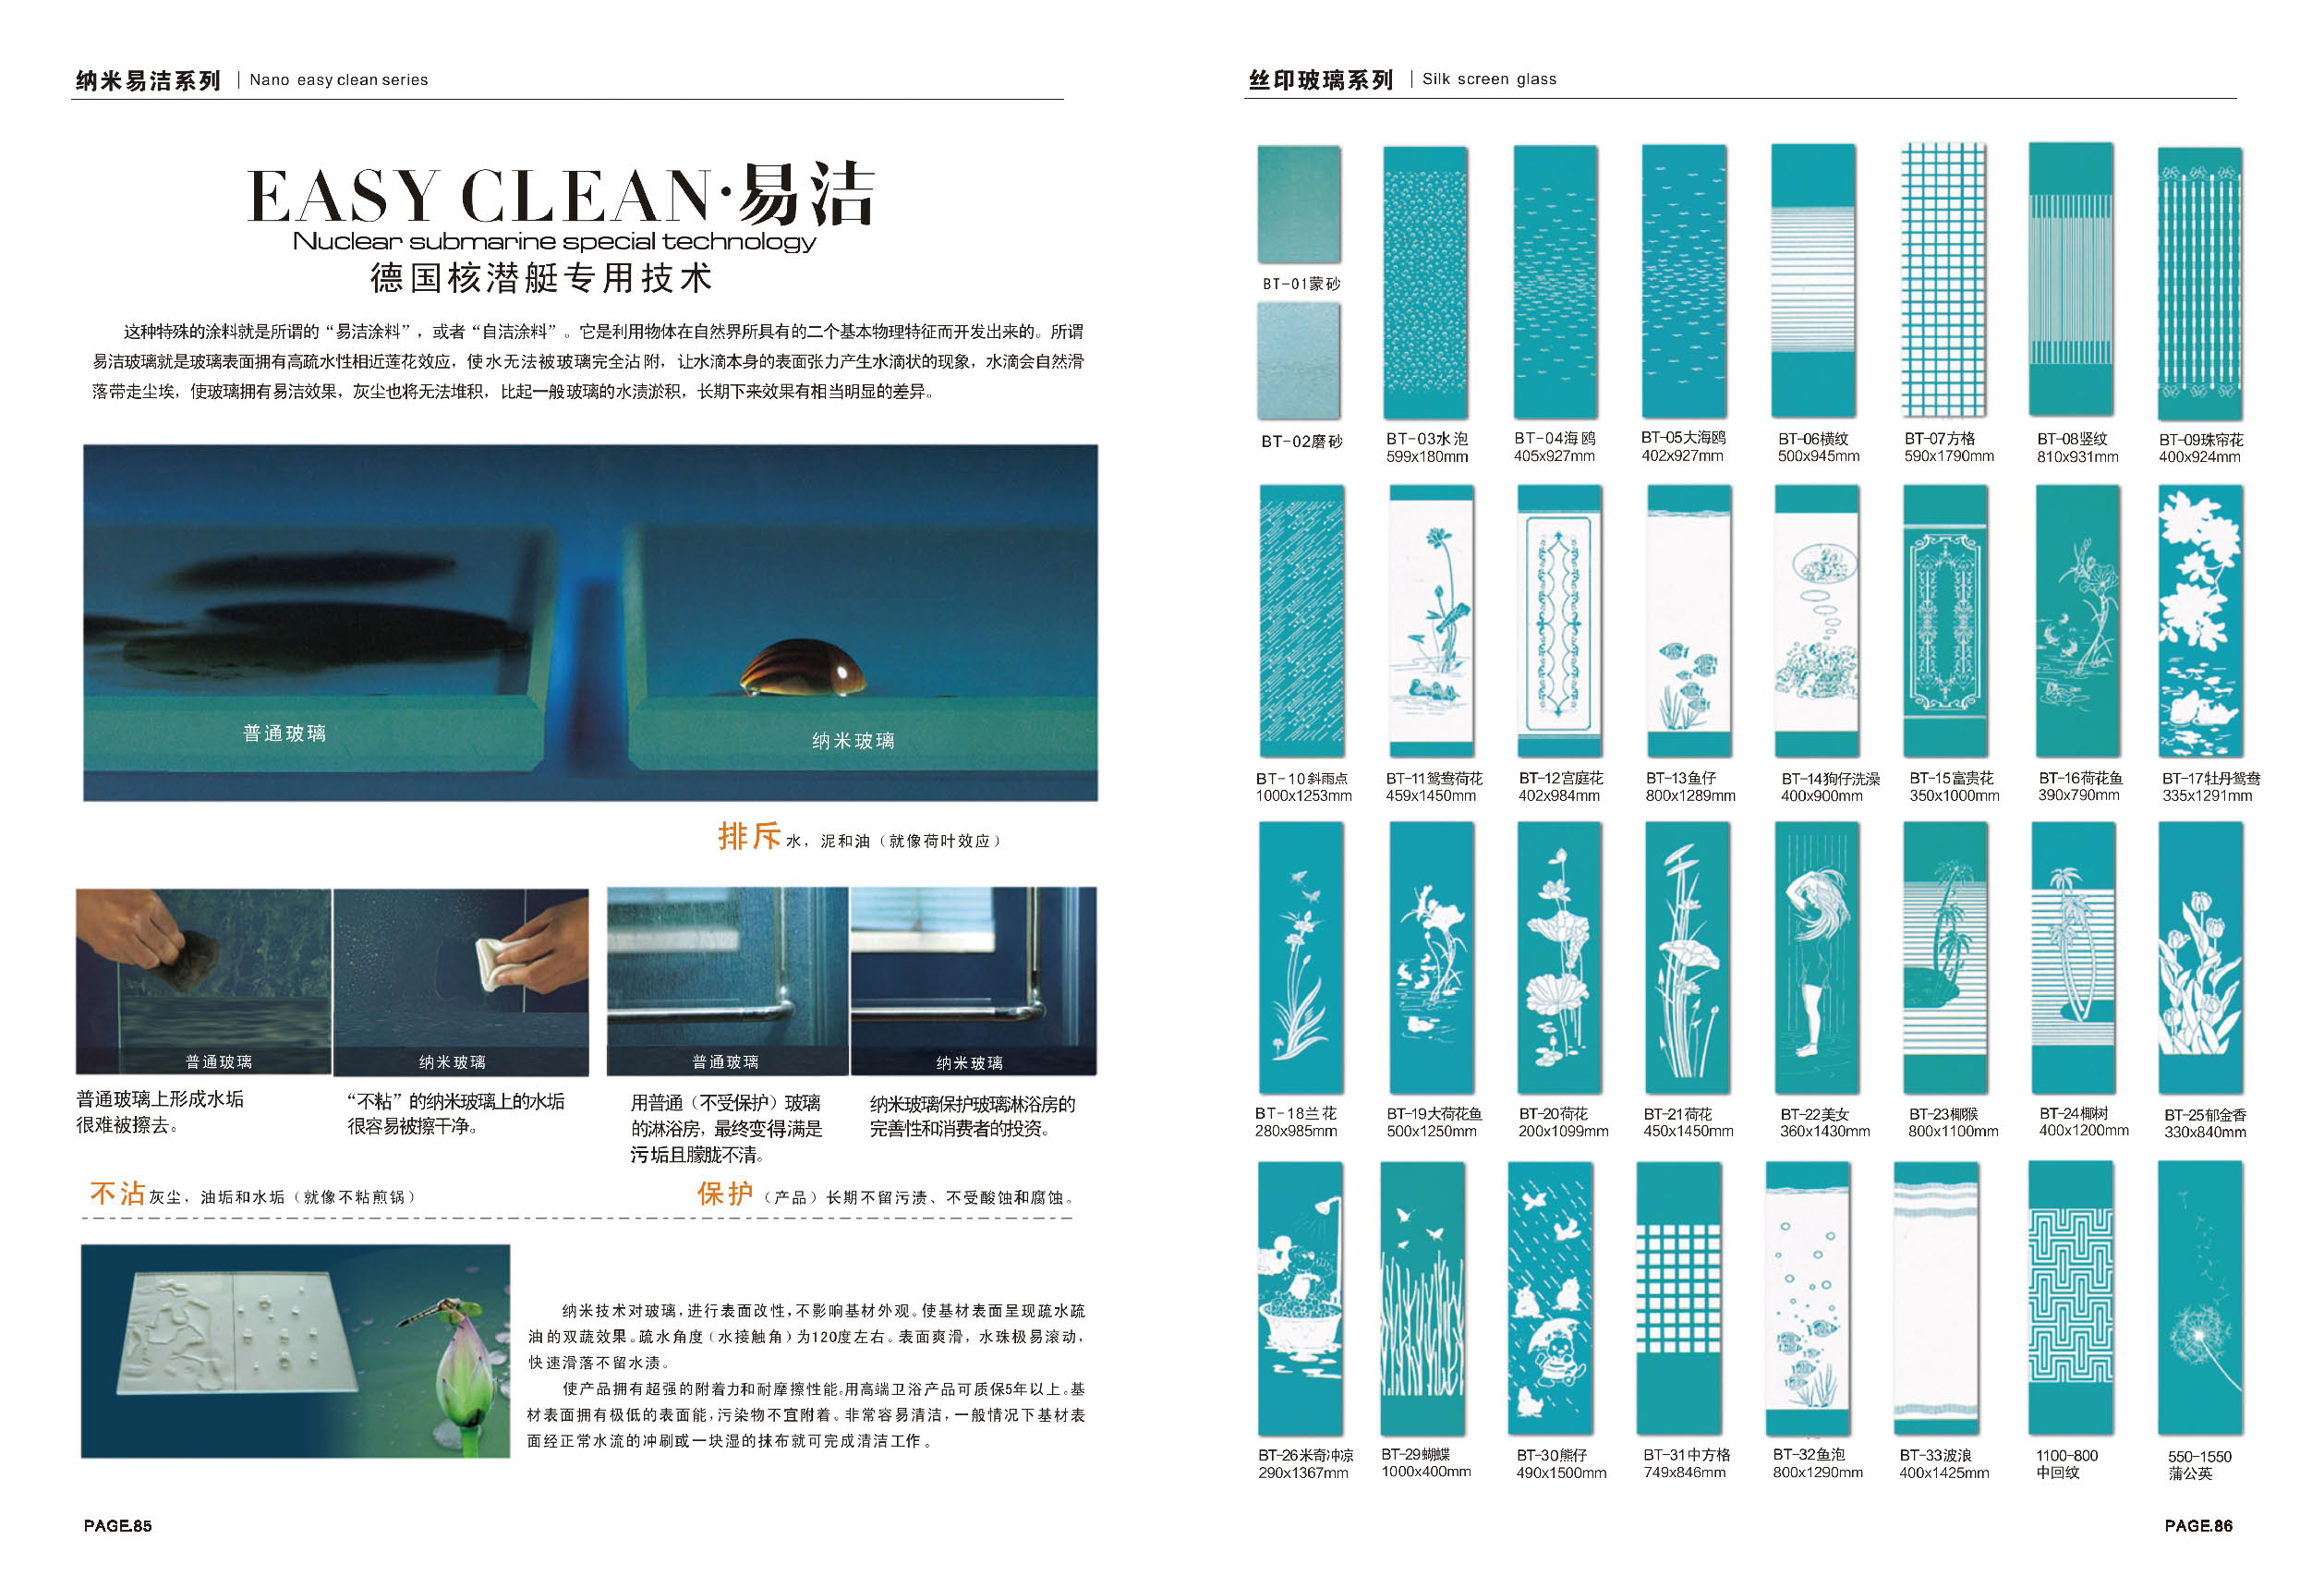 纳米易洁系列 | Nano easy clean series
EASY CLEAN·易洁
Nuclear submarine special technology
德国核潜艇专用技术
这种特殊的涂料就是所谓的“易洁涂料”，或者“自洁涂料”。它是利用物体在自然界所具有的二个基本物理特征而开发出来的。所谓
易洁玻璃就是玻璃表面拥有高疏水性相近莲花效应，使水无法被玻璃完全沾附，让水滴本身的表面张力产生水滴状的现象，水滴会自然滑
落带走尘埃，使玻璃拥有易洁效果，灰尘也将无法堆积，比起一般玻璃的水渍淤积，长期下来效果有相当明显的差异。
普通玻璃
纳米玻璃
排斥 水，泥和油（就像荷叶效应）
普通玻璃
纳米玻璃
普通玻璃
纳米玻璃
普通玻璃上形成水垢
很难被擦去。
“不粘”的纳米玻璃上的水垢
很容易被擦干净。
用普通（不受保护）玻璃
的淋浴房，最终变得满是
污垢且朦胧不清。
纳米玻璃保护玻璃淋浴房的
完善性和消费者的投资。
不沾 灰尘，油垢和水垢（就像不粘煎锅）
保护（产品）长期不留污渍、不受酸蚀和腐蚀。
纳米技术对玻璃，进行表面改性，不影响基材外观。使基材表面呈现疏水疏
油的双蔬效果。疏水角度（水接触角）为120度左右。表面爽滑，水珠极易滚动，
快速滑落不留水渍。
使产品拥有超强的附着力和耐摩擦性能。用高端卫浴产品可质保5年以上。基
材表面拥有极低的表面能，污染物不宜附着。非常容易清洁，一般情况下基材表
面经正常水流的冲刷或一块湿的抹布就可完成清洁工作。
PAGE.85
丝印玻璃系列 | Silk screen glass
BT-01蒙砂
BT-02磨砂
BT-03水泡
599x180mm
BT-04海鸥
405x927mm
BT-05大海鸥
402x927mm
BT-06横纹
500x945mm
BT-07方格
590x1790mm
BT-08竖纹
810x931mm
BT-09珠帘花
400x924mm
BT-10斜雨点
1000x1253mm
BT-11鸳鸯荷花
459x1450mm
BT-12宫庭花
402x984mm
BT-13鱼仔
800x1289mm
BT-14狗仔洗澡
400x900mm
BT-15富贵花
350x1000mm
BT-16荷花鱼
390x790mm
BT-17牡丹鸳鸯
335x1291mm
BT-18兰花
280x985mm
BT-19大荷花鱼
500x1250mm
BT-20荷花
200x1099mm
BT-21荷花
450x1450mm
BT-22美女
360x1430mm
BT-23椰猴
800x1100mm
BT-24椰树
400x1200mm
BT-25郁金香
330x840mm
BT-26米奇冲凉
290x1367mm
BT-29蝴蝶
1000x400mm
BT-30熊仔
490x1500mm
BT-31中方格
749x846mm
BT-32鱼泡
800x1290mm
BT-33波浪
400x1425mm
1100-800
中回纹
550-1550
蒲公英
PAGE.86